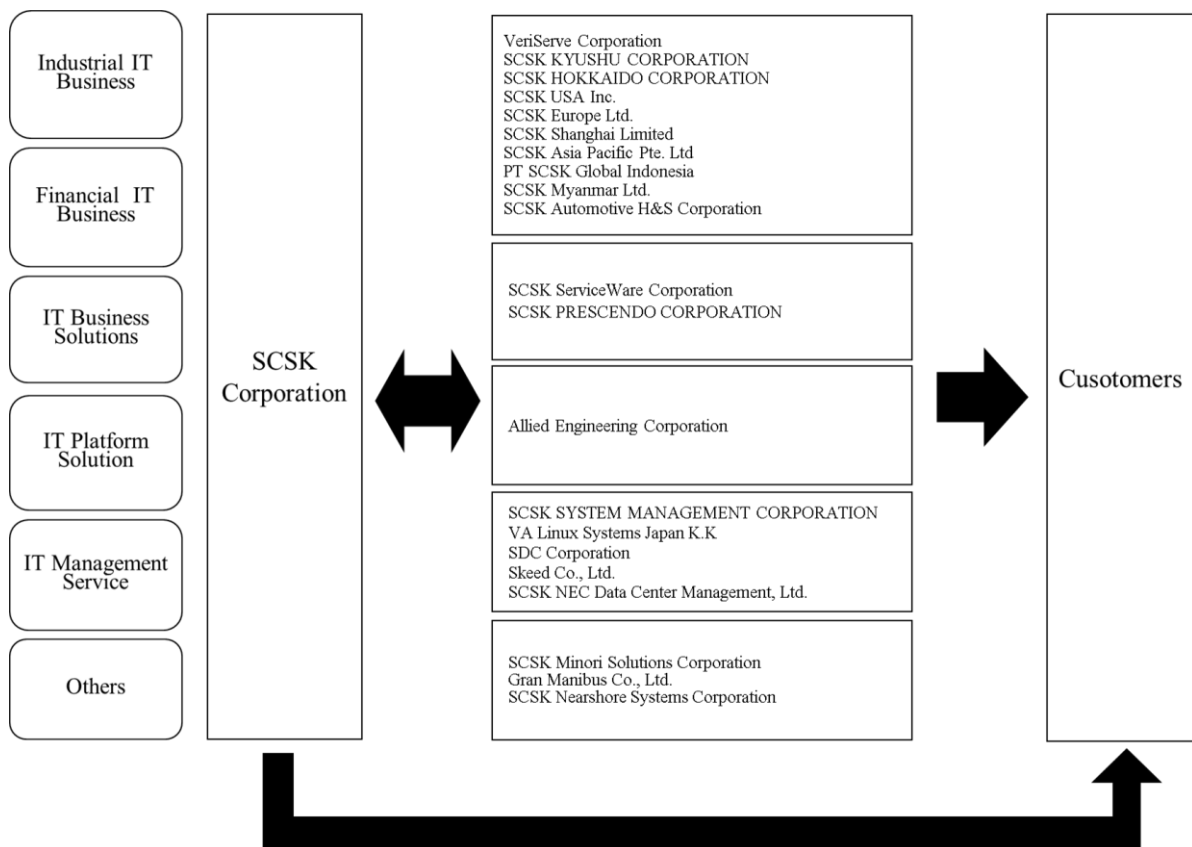 Industrial IT
Business
Financial IT
Business
IT Business
Solutions
IT Platform
Solution
IT Management
Service
Others
SCSK
Corporation
VeriServe Corporation
SCSK KYUSHU CORPORATION
SCSK HOKKAIDO CORPORATION
SCSK USA Inc.
SCSK Europe Ltd.
SCSK Shanghai Limited
SCSK Asia Pacific Pte. Ltd
PT SCSK Global Indonesia
SCSK Myanmar Ltd.
SCSK Automotive H&S Corporation
SCSK ServiceWare Corporation
SCSK PRESCENDO CORPORATION
Allied Engineering Corporation
SCSK SYSTEM MANAGEMENT CORPORATION
VA Linux Systems Japan K.K
SDC Corporation
Skeed Co., Ltd.
SCSK NEC Data Center Management, Ltd.
SCSK Minori Solutions Corporation
Gran Manibus Co., Ltd.
SCSK Nearshore Systems Corporation
Cusotomers